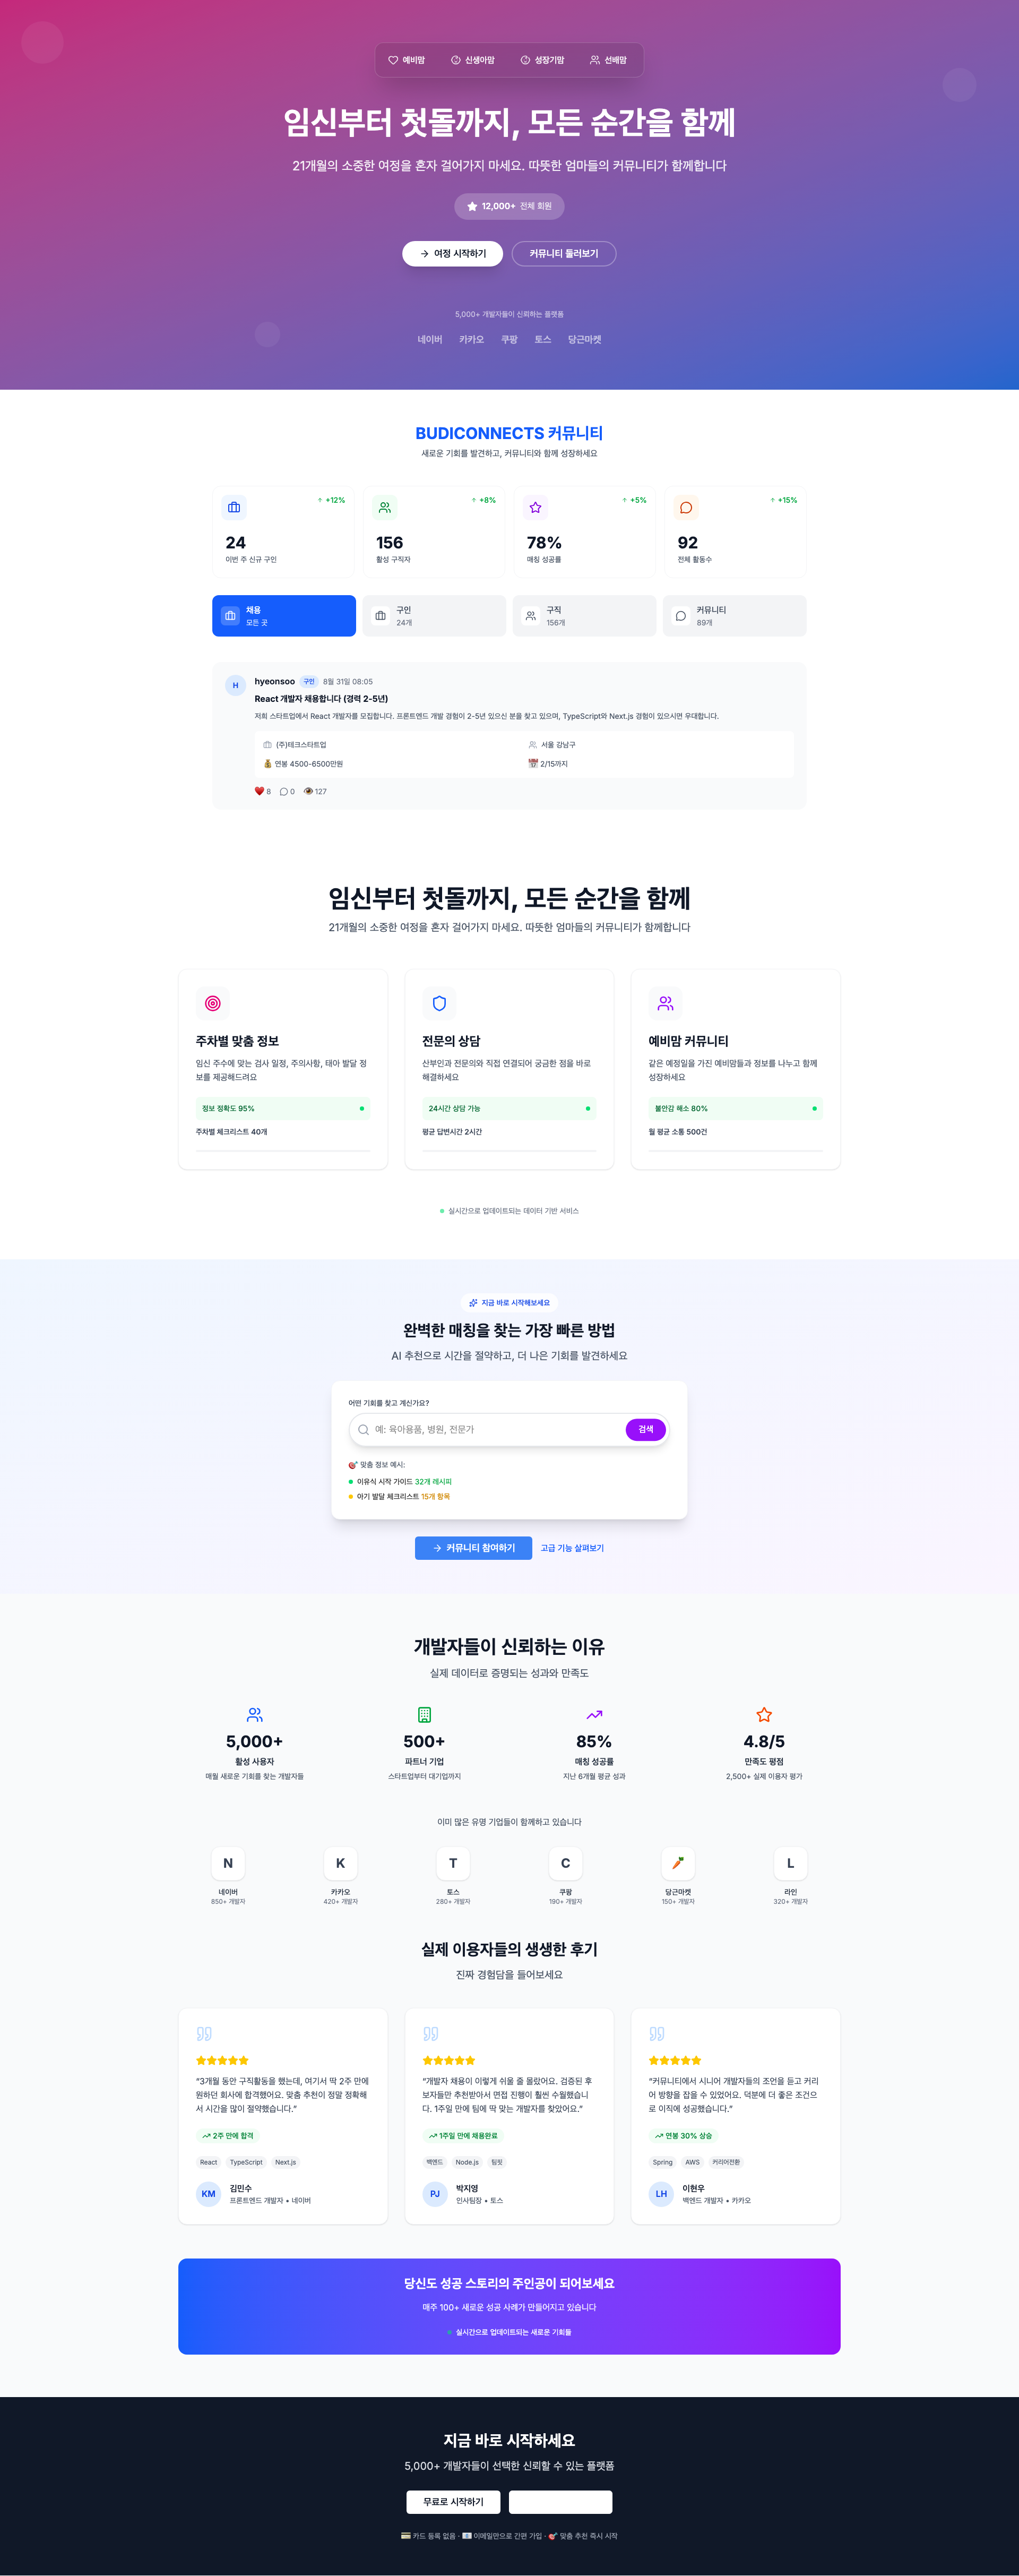 예비맘 신생아맘 성장기맘 선배맘
임신부터 첫돌까지, 모든 순간을 함께
21개월의 소중한 여정을 혼자 걸어가지 마세요. 따뜻한 엄마들의 커뮤니티가 함께합니다
12,000+ 전체 회원
여정 시작하기 커뮤니티 둘러보기
5,000+ 개발자들이 신뢰하는 플랫폼
네이버 카카오 쿠팡 토스 당근마켓
BUDICONNECTS 커뮤니티
새로운 기회를 발견하고, 커뮤니티와 함께 성장하세요
↑ +12%
24
이번 주 신규 구인
↑ +8%
156
활성 구직자
↑ +5%
78%
매칭 성공률
↑ +15%
92
전체 활동수
채용
모든 곳
구인
24개
구직
156개
커뮤니티
89개
H
hyeonsoo 구인 8월 31일 08:05
React 개발자 채용합니다 (경력 2-5년)
저희 스타트업에서 React 개발자를 모집합니다. 프론트엔드 개발 경험이 2-5년 있으신 분을 찾고 있으며, TypeScript와 Next.js 경험이 있으시면 우대합니다.
(주)테크스타트업 서울 강남구
💰 연봉 4500-6500만원 📅 2/15까지
❤️ 8 0 👁️ 127
임신부터 첫돌까지, 모든 순간을 함께
21개월의 소중한 여정을 혼자 걸어가지 마세요. 따뜻한 엄마들의 커뮤니티가 함께합니다
주차별 맞춤 정보
임신 주수에 맞는 검사 일정, 주의사항, 태아 발달 정
보를 제공해드려요
정보 정확도 95%
주차별 체크리스트 40개
전문의 상담
산부인과 전문의와 직접 연결되어 궁금한 점을 바로
해결하세요
24시간 상담 가능
평균 답변시간 2시간
예비맘 커뮤니티
같은 예정일을 가진 예비맘들과 정보를 나누고 함께
성장하세요
불안감 해소 80%
월 평균 소통 500건
실시간으로 업데이트되는 데이터 기반 서비스
지금 바로 시작해보세요
완벽한 매칭을 찾는 가장 빠른 방법
AI 추천으로 시간을 절약하고, 더 나은 기회를 발견하세요
어떤 기회를 찾고 계신가요?
예: 육아용품, 병원, 전문가 검색
🎯 맞춤 정보 예시:
이유식 시작 가이드 32개 레시피
아기 발달 체크리스트 15개 항목
커뮤니티 참여하기 고급 기능 살펴보기
개발자들이 신뢰하는 이유
실제 데이터로 증명되는 성과와 만족도
5,000+
활성 사용자
매월 새로운 기회를 찾는 개발자들
500+
파트너 기업
스타트업부터 대기업까지
85%
매칭 성공률
지난 6개월 평균 성과
4.8/5
만족도 평점
2,500+ 실제 이용자 평가
이미 많은 유명 기업들이 함께하고 있습니다
N
네이버
850+ 개발자
K
카카오
420+ 개발자
T
토스
280+ 개발자
C
쿠팡
190+ 개발자
🥕
당근마켓
150+ 개발자
L
라인
320+ 개발자
실제 이용자들의 생생한 후기
진짜 경험담을 들어보세요
"3개월 동안 구직활동을 했는데, 여기서 딱 2주 만에
원하던 회사에 합격했어요. 맞춤 추천이 정말 정확해
서 시간을 많이 절약했습니다."
2주 만에 합격
React TypeScript Next.js
KM
김민수
프론트엔드 개발자 • 네이버
"개발자 채용이 이렇게 쉬울 줄 몰랐어요. 검증된 후
보자들만 추천받아서 면접 진행이 훨씬 수월했습니
다. 1주일 만에 팀에 딱 맞는 개발자를 찾았어요."
1주일 만에 채용완료
백엔드 Node.js 팀핏
PJ
박지영
인사팀장 • 토스
"커뮤니티에서 시니어 개발자들의 조언을 듣고 커리
어 방향을 잡을 수 있었어요. 덕분에 더 좋은 조건으
로 이직에 성공했습니다."
연봉 30% 상승
Spring AWS 커리어전환
LH
이현우
백엔드 개발자 • 카카오
당신도 성공 스토리의 주인공이 되어보세요
매주 100+ 새로운 성공 사례가 만들어지고 있습니다
실시간으로 업데이트되는 새로운 기회들
지금 바로 시작하세요
5,000+ 개발자들이 선택한 신뢰할 수 있는 플랫폼
무료로 시작하기
💳 카드 등록 없음 · 📧 이메일만으로 간편 가입 · 🎯 맞춤 추천 즉시 시작